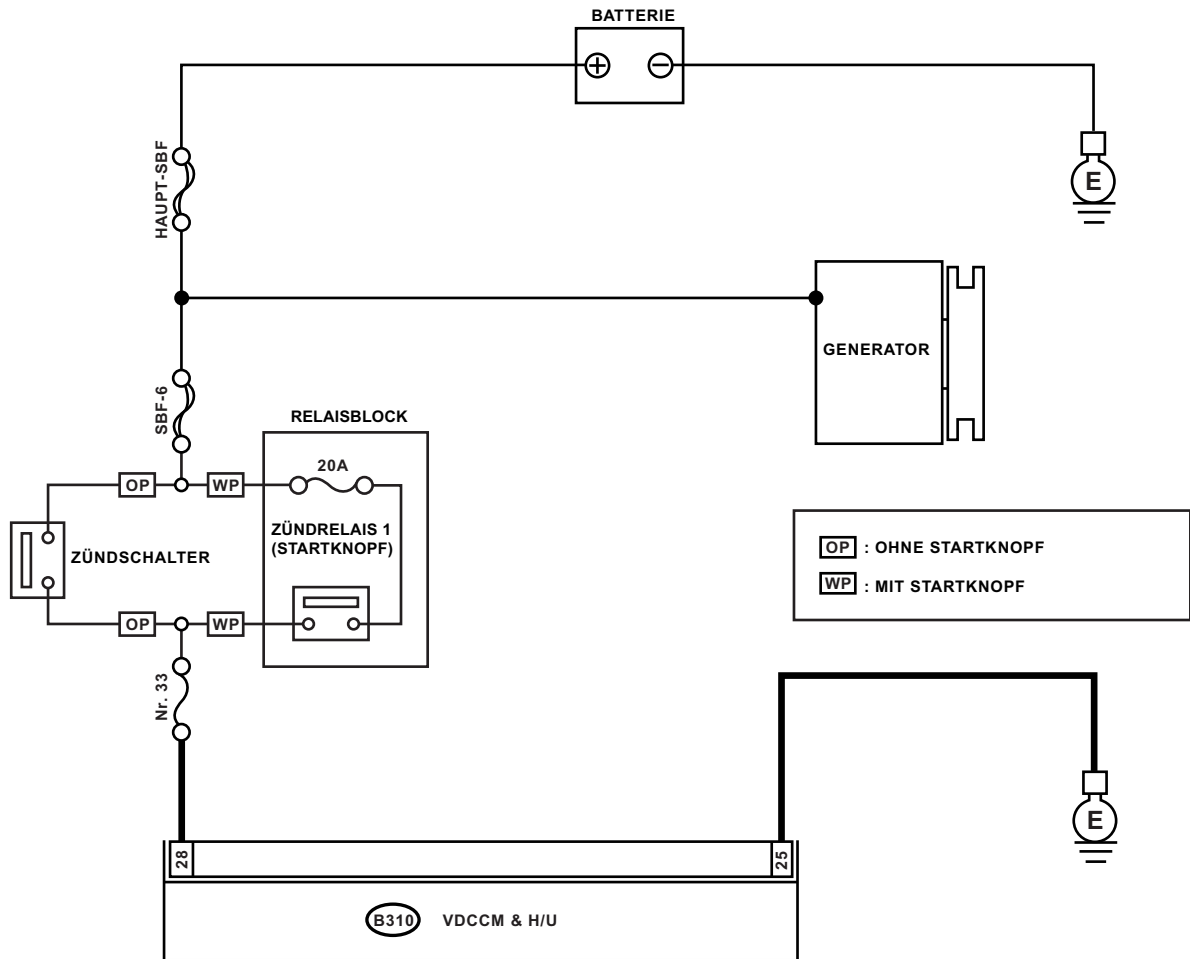 BATTERIE
HAUPT-SBF
E
GENERATOR
SBF-6
RELAISBLOCK
20A
OP
WP
ZÜNDRELAIS 1
(STARTKNOPF)
ZÜNDSCHALTER
OP : OHNE STARTKNOPF
WP : MIT STARTKNOPF
OP
WP
Nr. 33
E
28
25
B310 VDCCM & H/U